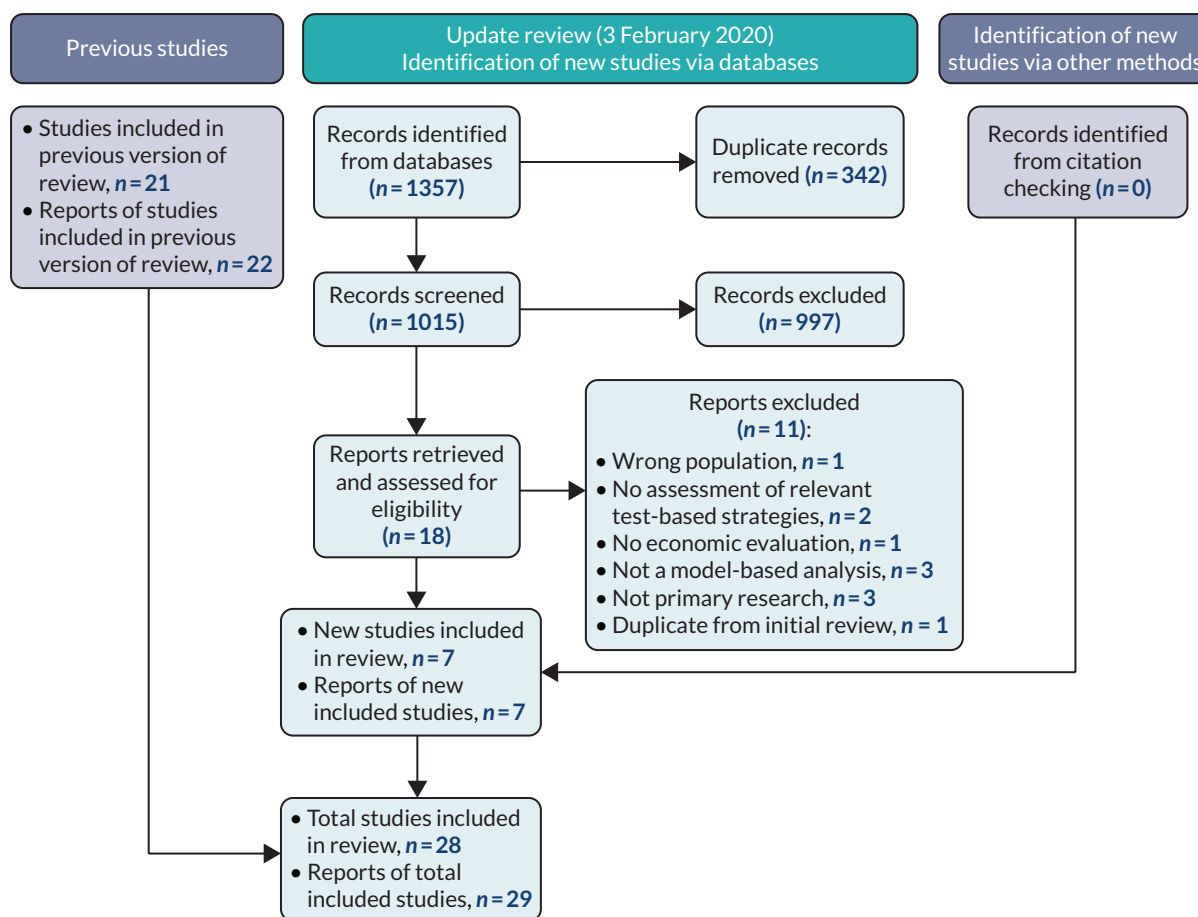 Previous studies
Update review (3 February 2020)
Identification of new studies via databases
Identification of new
studies via other methods
• Studies included in
previous version of
review, n = 21
• Reports of studies
included in previous
version of review, n = 22
Records identified
from databases
(n = 1357)
Duplicate records
removed (n = 342)
Records identified
from citation
checking (n = 0)
Records screened
(n = 1015)
Records excluded
(n = 997)
Reports retrieved
and assessed for
eligibility
(n = 18)
Reports excluded
(n = 11):
• Wrong population, n = 1
• No assessment of relevant
test-based strategies, n = 2
• No economic evaluation, n = 1
• Not a model-based analysis, n = 3
• Not primary research, n = 3
• Duplicate from initial review, n = 1
• New studies included
in review, n = 7
• Reports of new
included studies, n = 7
• Total studies included
in review, n = 28
• Reports of total
included studies, n = 29